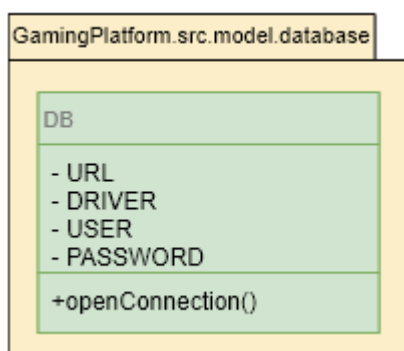 GamingPlatform.src.model.database
DB
- URL
- DRIVER
- USER
- PASSWORD
+openConnection()